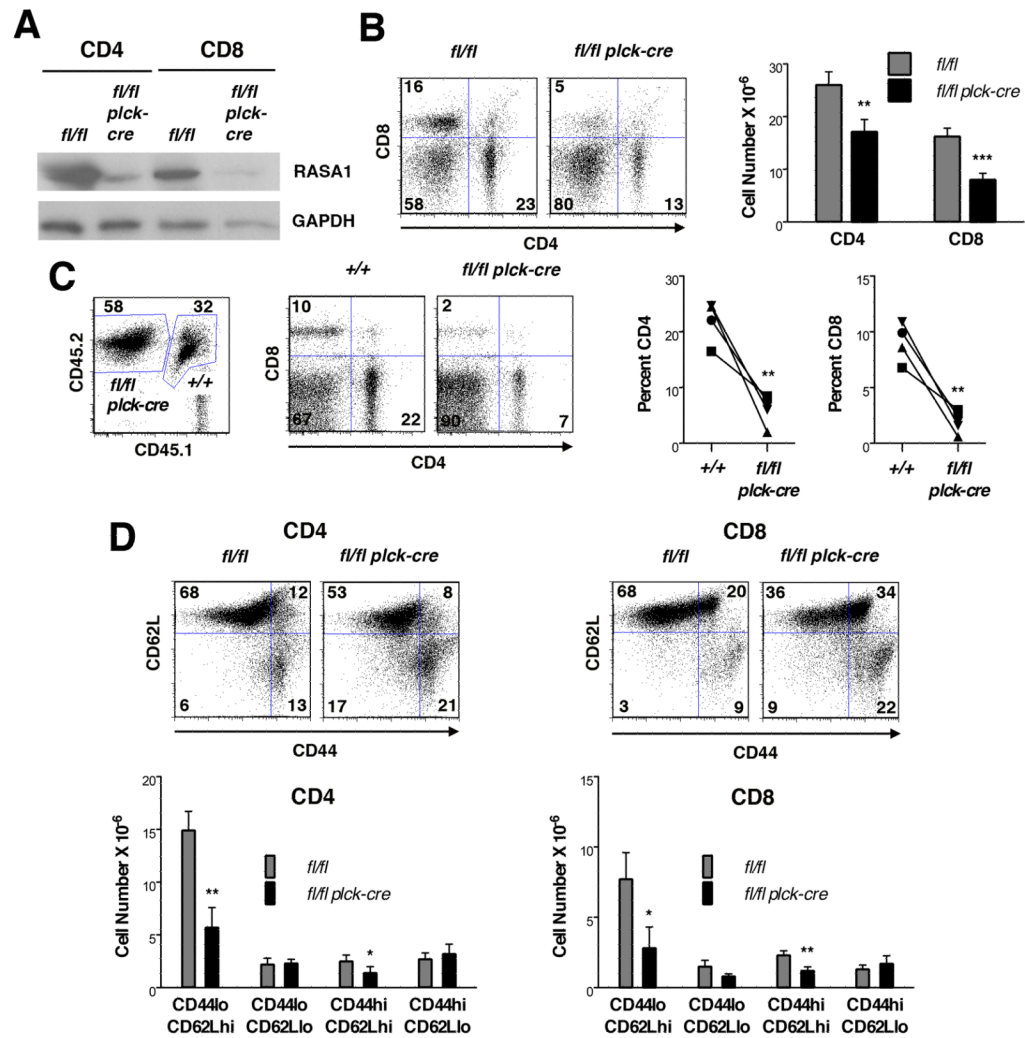 A
CD4
CD8
fl/fl
fl/fl
plck-
cre
fl/fl
fl/fl
plck-
cre
RASA1
GAPDH
B
fl/fl
fl/fl plck-cre
16
58
23
5
80
13
CD8
CD4
Cell Number X 10-6
30
20
10
0
fl/fl
fl/fl plck-cre
**
***
CD4
CD8
C
58
32
fl/fl
plck-cre
+/+
CD45.2
CD45.1
+/+
fl/fl plck-cre
10
67
22
2
90
7
CD8
CD4
Percent CD4
30
20
10
0
**
+/+
fl/fl
plck-cre
Percent CD8
15
10
5
0
**
+/+
fl/fl
plck-cre
D
CD4
fl/fl
fl/fl plck-cre
68
12
6
13
53
8
17
21
CD62L
CD44
CD8
fl/fl
fl/fl plck-cre
68
20
3
9
36
34
9
22
CD62L
CD44
CD4
Cell Number X 10-6
20
15
10
5
0
fl/fl
fl/fl plck-cre
**
*
CD44lo
CD62Lhi
CD44lo
CD62Llo
CD44hi
CD62Lhi
CD44hi
CD62Llo
CD8
Cell Number X 10-6
15
10
5
0
fl/fl
fl/fl plck-cre
*
**
CD44lo
CD62Lhi
CD44lo
CD62Llo
CD44hi
CD62Lhi
CD44hi
CD62Llo